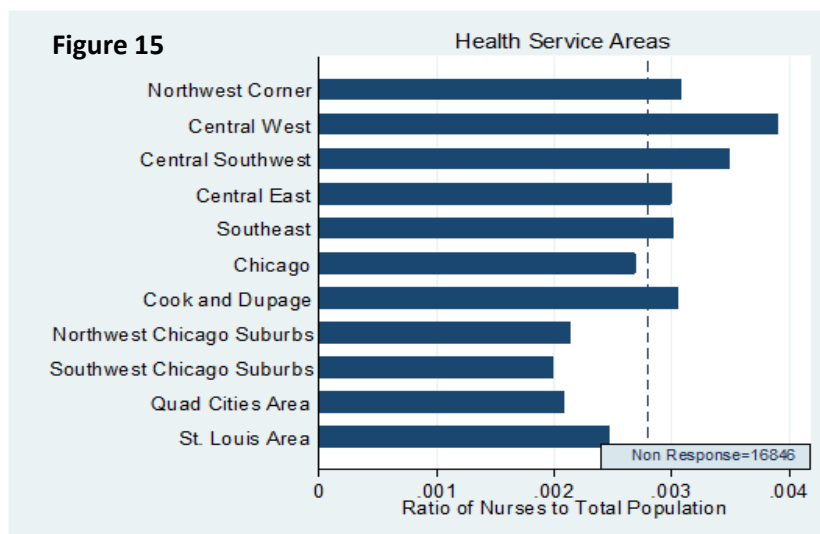 Figure 15
Health Service Areas
Northwest Corner
Central West
Central Southwest
Central East
Southeast
Chicago
Cook and Dupage
Northwest Chicago Suburbs
Southwest Chicago Suburbs
Quad Cities Area
St. Louis Area
Non Response=16846
0 .001 .002 .003 .004
Ratio of Nurses to Total Population